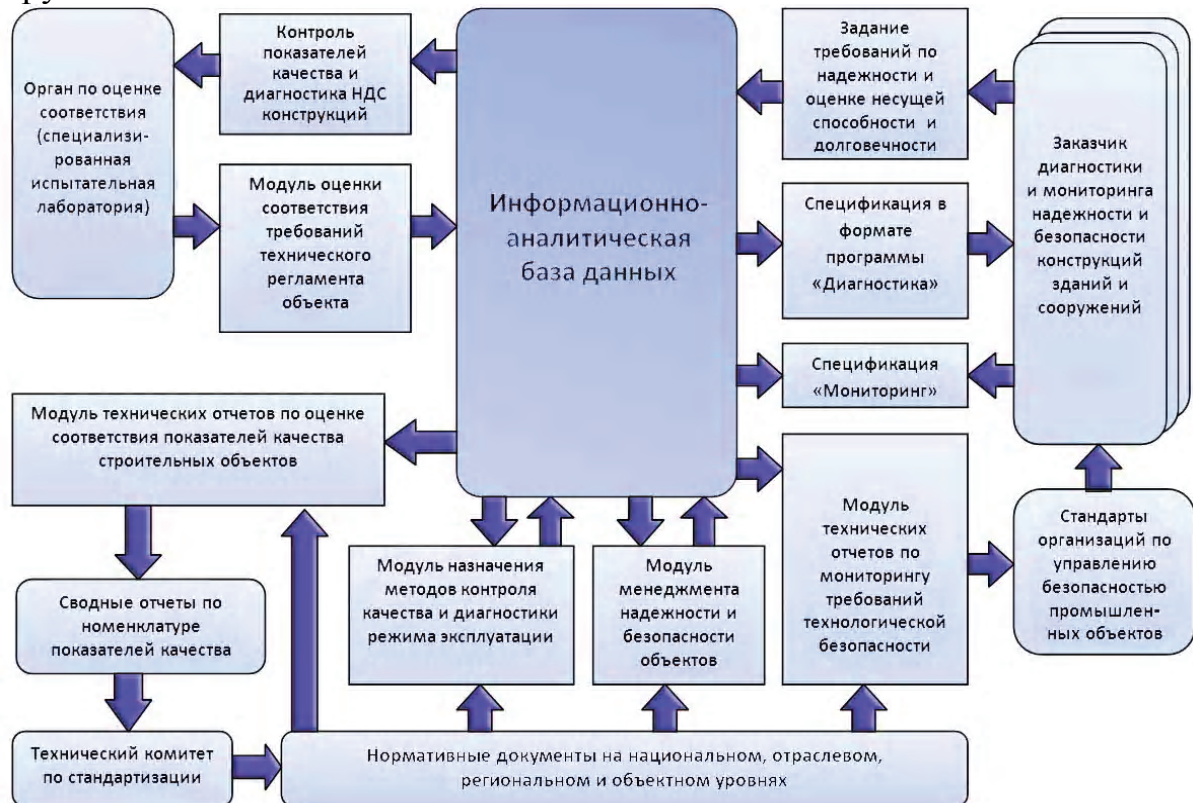 Орган по оценке
соответствия
(специализи-
рованная
испытательная
лаборатория)
Контроль
показателей
качества и
диагностика НДС
конструкций
Модуль оценки
соответствия
требований
технического
регламента
объекта
Информационно-
аналитическая
база данных
Задание
требований по
надежности и
оценке несущей
способности и
долговечности
Спецификация в
формате
программы
«Диагностика»
Спецификация
«Мониторинг»
Заказчик
диагностики
и мониторинга
надежности и
безопасности
конструкций
зданий и
сооружений
Модуль технических отчетов по оценке
соответствия показателей качества
строительных объектов
Сводные отчеты по
номенклатуре
показателей качества
Технический комитет
по стандартизации
Модуль назначения
методов контроля
качества и диагностики
режима эксплуатации
Модуль
менеджмента
надежности и
безопасности
объектов
Модуль
технических
отчетов по
мониторингу
требований
технологической
безопасности
Стандарты
организаций по
управлению
безопасностью
промышлен-
ных объектов
Нормативные документы на национальном, отраслевом,
региональном и объектном уровнях